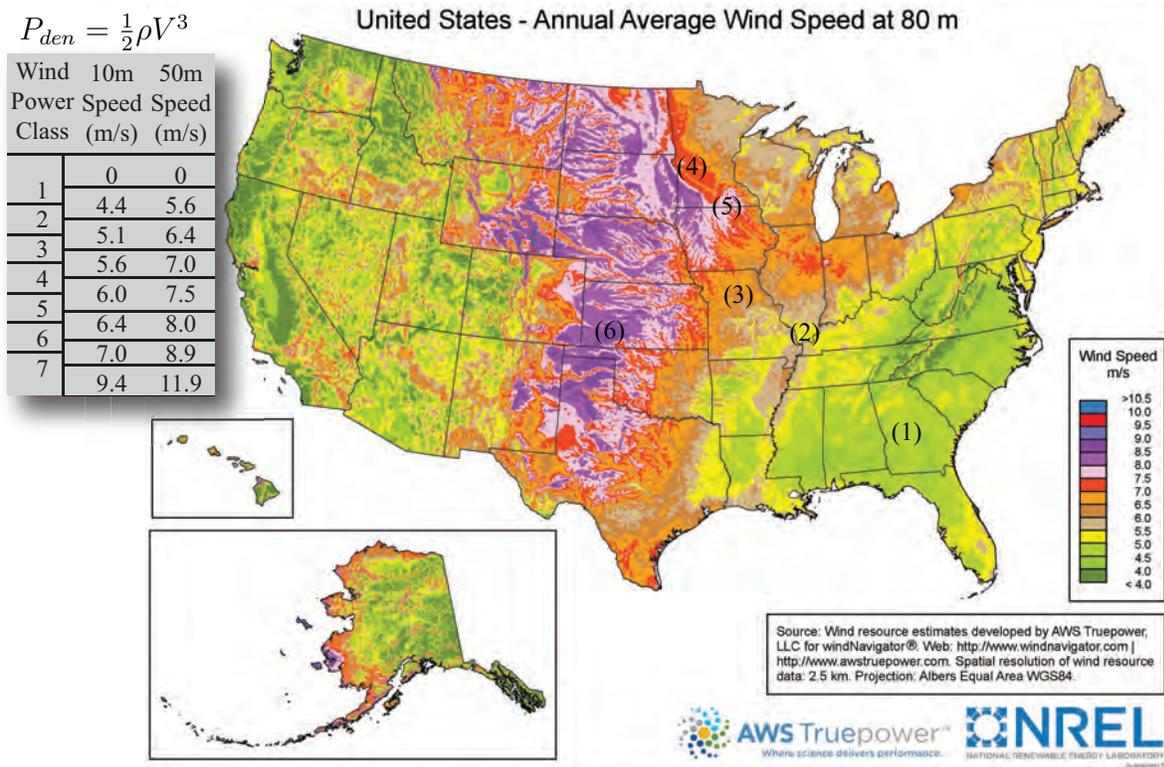 United States - Annual Average Wind Speed at 80 m
P_den = ½ρV³
Wind 10m 50m
Power Speed Speed
Class (m/s) (m/s)
0 0
1
4.4 5.6
2
5.1 6.4
3
5.6 7.0
4
6.0 7.5
5
6.4 8.0
6
7.0 8.9
7
9.4 11.9
(4)
(5)
(3)
(6)
(2)
(1)
Wind Speed
m/s
>10.5
10.0
9.5
9.0
8.5
8.0
7.5
7.0
6.5
6.0
5.5
5.0
4.5
4.0
< 4.0
Source: Wind resource estimates developed by AWS Truepower,
LLC for windNavigator®. Web: http://www.windnavigator.com |
http://www.awstruepower.com. Spatial resolution of wind resource
data: 2.5 km. Projection: Albers Equal Area WGS84.
AWS Truepower™
Where science delivers performance.
NREL
NATIONAL RENEWABLE ENERGY LABORATORY